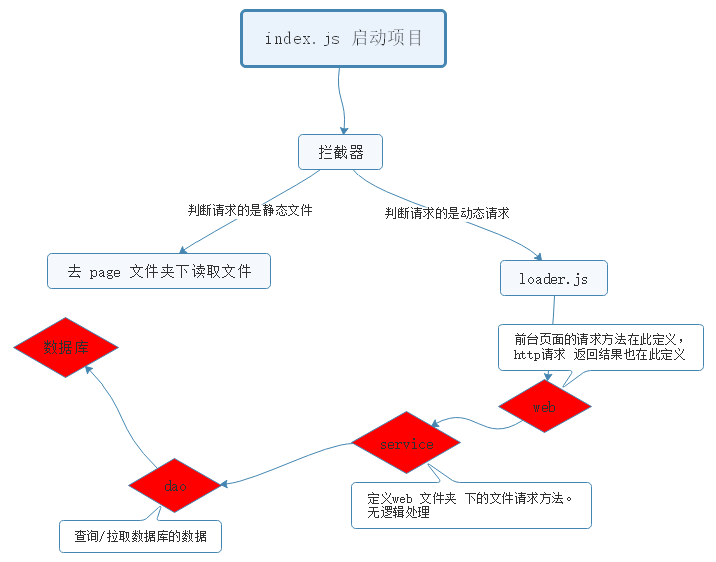 index.js 启动项目
拦截器
判断请求的是静态文件
判断请求的是动态请求
去 page 文件夹下读取文件
loader.js
前台页面的请求方法在此定义，
http请求 返回结果也在此定义
数据库
web
service
dao
定义web 文件夹 下的文件请求方法。
无逻辑处理
查询/拉取数据库的数据